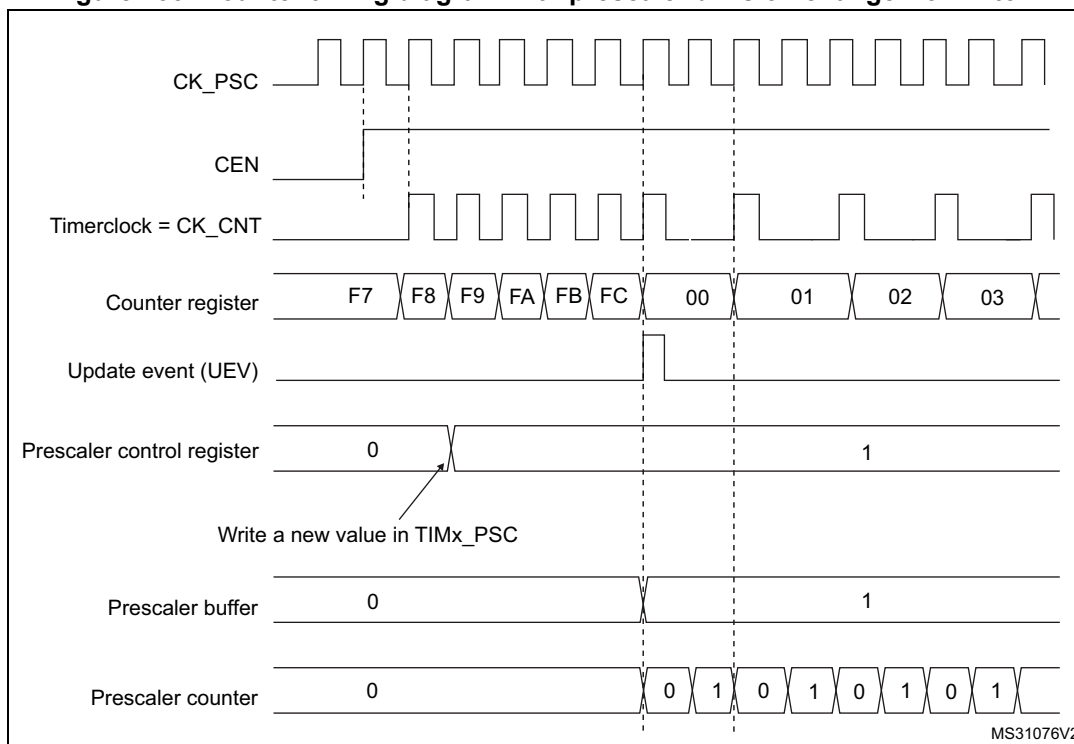 CK_PSC
CEN
Timerclock = CK_CNT
Counter register F7 F8 F9 FA FB FC 00 01 02 03
Update event (UEV)
Prescaler control register 0 1
Write a new value in TIMx_PSC
Prescaler buffer 0 1
Prescaler counter 0 0 1 0 1 0 1 0 1
MS31076V2